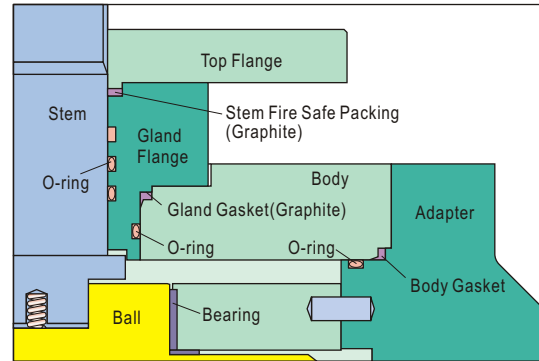 Top Flange
Stem
Stem Fire Safe Packing
(Graphite)
Gland
Flange
O-ring
Body
Gland Gasket(Graphite)
Adapter
O-ring
O-ring
Body Gasket
Ball
Bearing